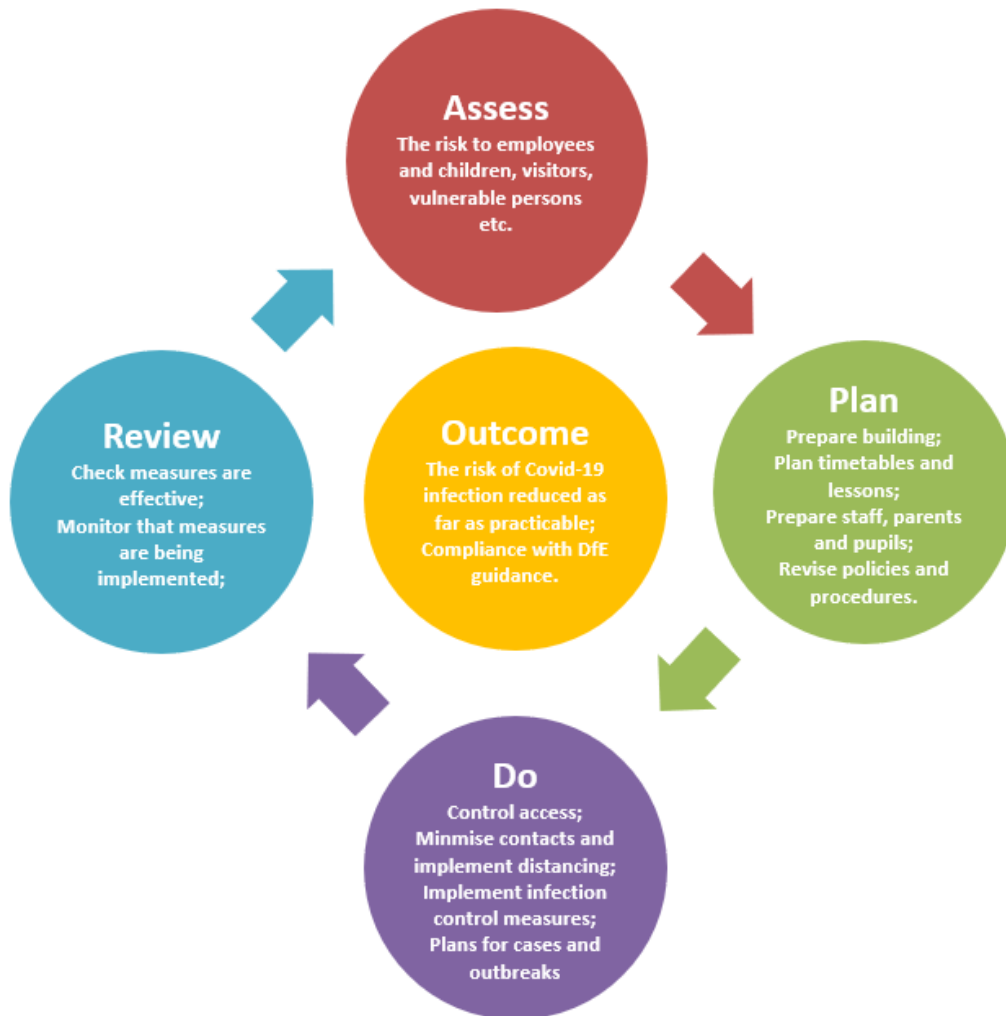 Assess
The risk to employees
and children, visitors,
vulnerable persons
etc.
Plan
Prepare building;
Plan timetables and
lessons;
Prepare staff, parents
and pupils;
Revise policies and
procedures.
Do
Control access;
Minmise contacts and
implement distancing;
Implement infection
control measures;
Plans for cases and
outbreaks
Review
Check measures are
effective;
Monitor that measures
are being
implemented;
Outcome
The risk of Covid-19
infection reduced as
far as practicable;
Compliance with DfE
guidance.